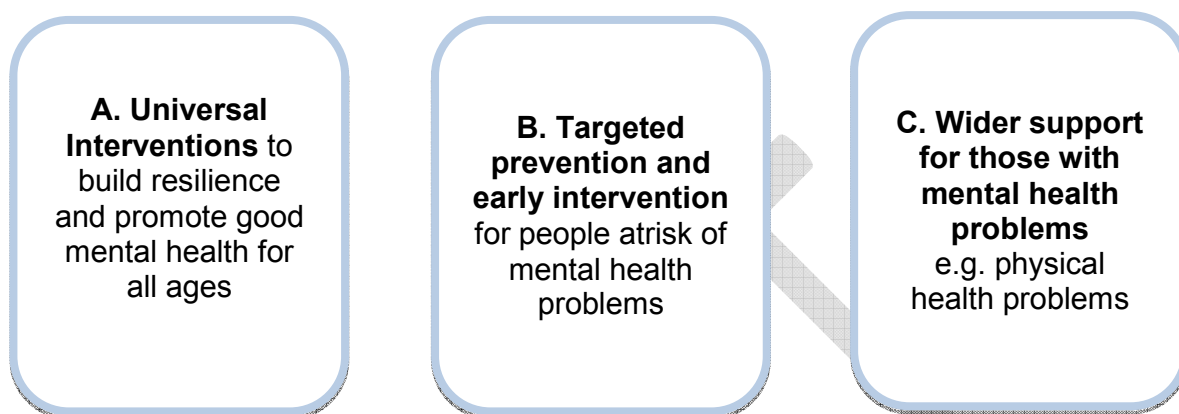 A. Universal
Interventions to
build resilience
and promote good
mental health for
all ages
B. Targeted
prevention and
early intervention
for people atrisk of
mental health
problems
C. Wider support
for those with
mental health
problems
e.g. physical
health problems